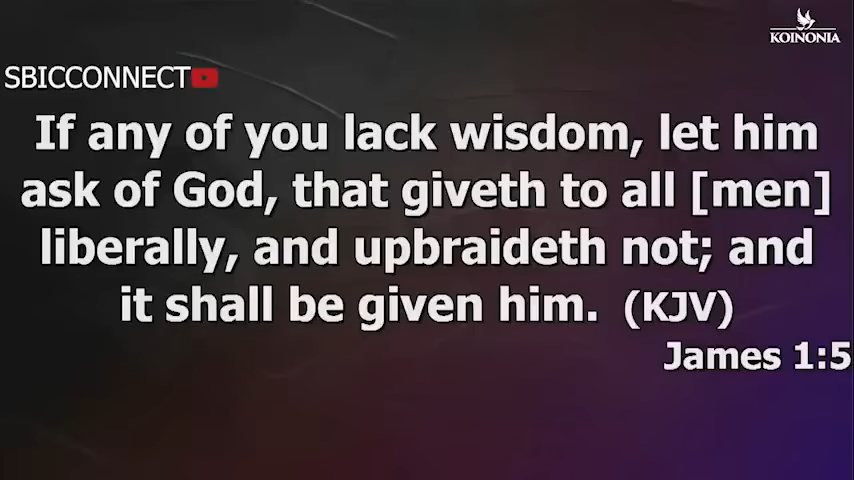 KOINONIA
SBICCONNECT
If any of you lack wisdom, let him
ask of God, that giveth to all [men]
liberally, and upbraideth not; and
it shall be given him. (KJV)
James 1:5